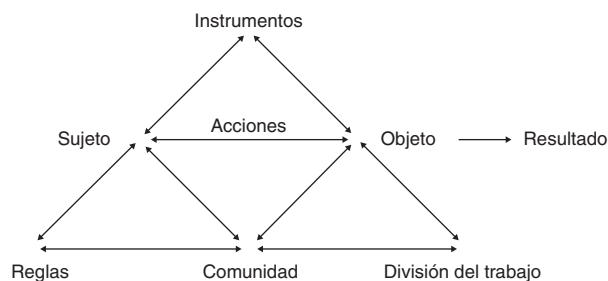 Instrumentos
Acciones
Sujeto
Objeto
Resultado
Reglas
Comunidad
División del trabajo